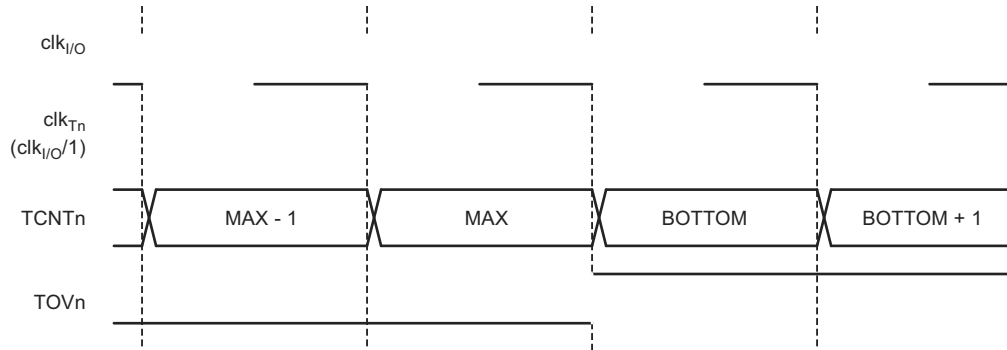 clkI/O
clkTn
(clkI/O/1)
TCNTn MAX - 1 MAX BOTTOM BOTTOM + 1
TOVn